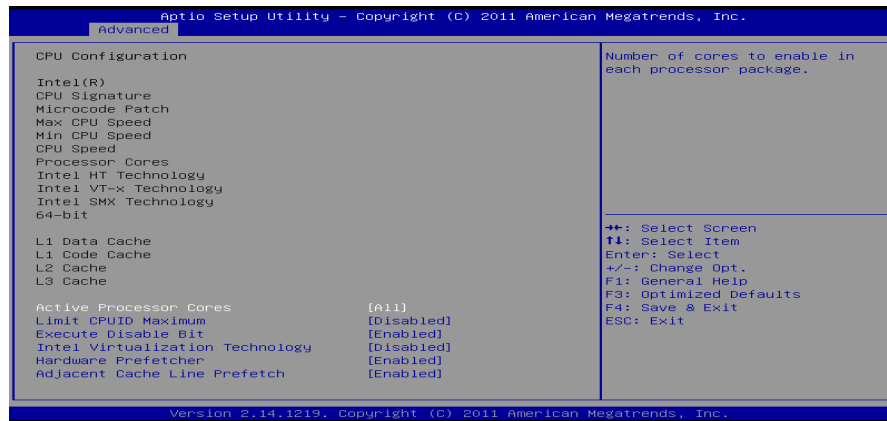 Aptio Setup Utility – Copyright (C) 2011 American Megatrends, Inc.
Advanced
CPU Configuration
Intel(R)
CPU Signature
Microcode Patch
Max CPU Speed
Min CPU Speed
CPU Speed
Processor Cores
Intel HT Technology
Intel VT-x Technology
Intel SMX Technology
64-bit
L1 Data Cache
L1 Code Cache
L2 Cache
L3 Cache
Active Processor Cores [All]
Limit CPUID Maximum [Disabled]
Execute Disable Bit [Enabled]
Intel Virtualization Technology [Disabled]
Hardware Prefetcher [Enabled]
Adjacent Cache Line Prefetch [Enabled]
Number of cores to enable in
each processor package.
→←: Select Screen
↑↓: Select Item
Enter: Select
+/-: Change Opt.
F1: General Help
F3: Optimized Defaults
F4: Save & Exit
ESC: Exit
Version 2.14.1219. Copyright (C) 2011 American Megatrends, Inc.